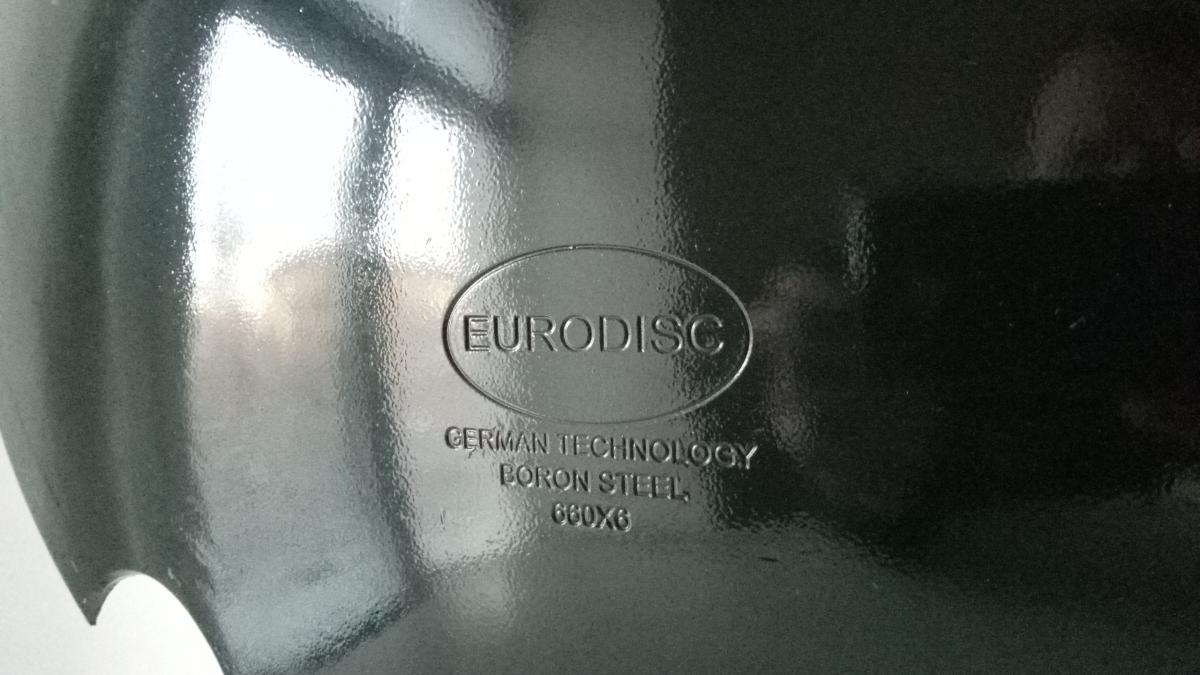 EURODISC
GERMAN TECHNOLOGY
BORON STEEL.
660X6